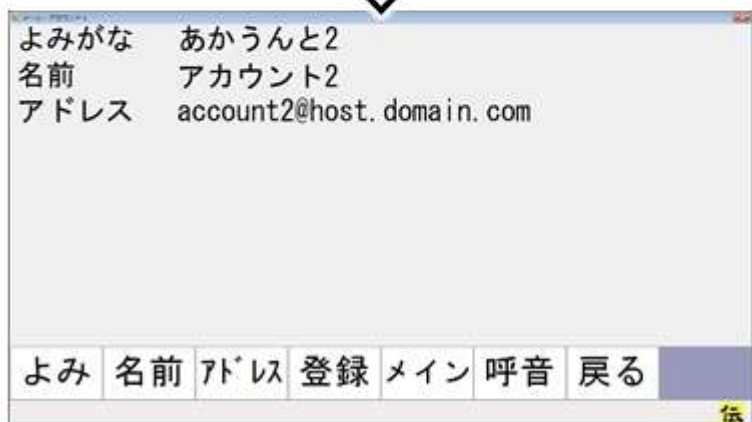 よみがな あかうんと2
名前 アカウント2
アドレス account2@host.domain.com
よみ 名前 ｱﾄﾞﾚｽ 登録 メイン 呼音 戻る
伝